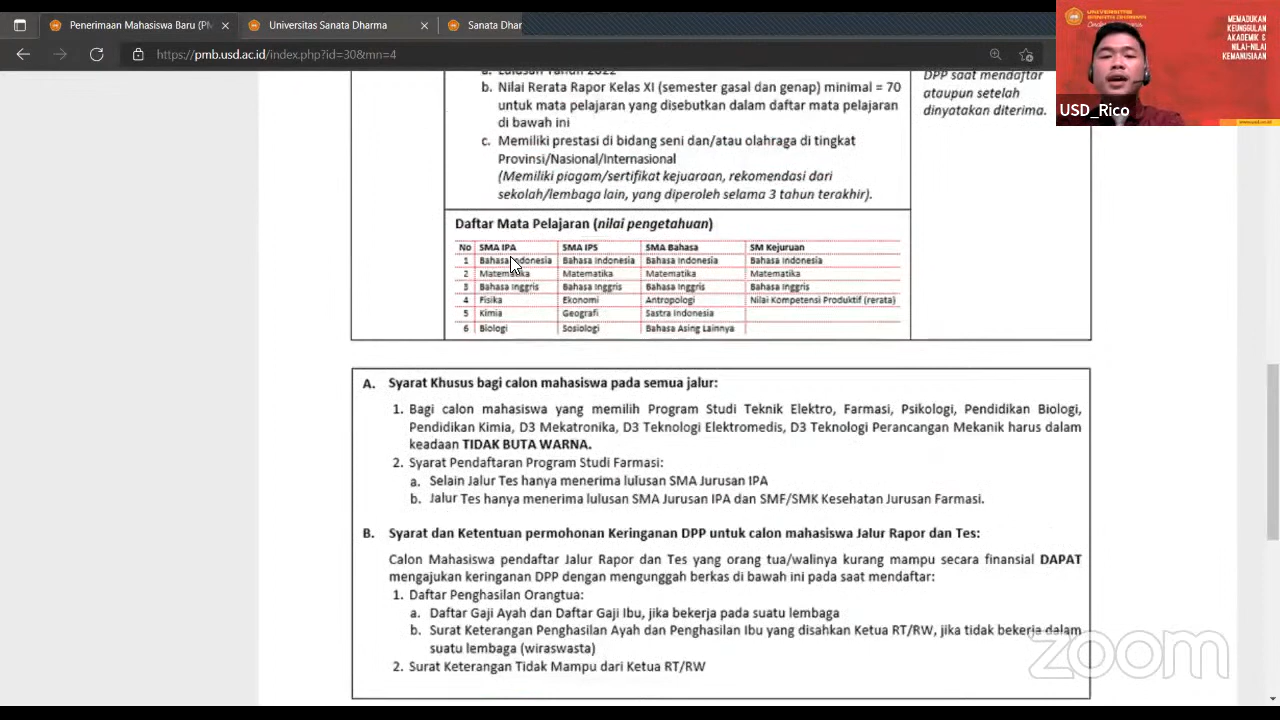 Penerimaan Mahasiswa Baru (PM
Universitas Sanata Dharma
Sanata Dhar
https://pmb.usd.ac.id/index.php?id=30&mn=4
UNIVERSITAS
SANATA DHARMA
MEMADUKAN
KEUNGGULAN
AKADEMIK &
NILAI-NILAI
KEMANUSIAAN
USD_Rico
a. Lulusan Tahun 2022
b. Nilai Rerata Rapor Kelas XI (semester gasal dan genap) minimal = 70
untuk mata pelajaran yang disebutkan dalam daftar mata pelajaran
di bawah ini
c. Memiliki prestasi di bidang seni dan/atau olahraga di tingkat
Provinsi/Nasional/Internasional
(Memiliki piagam/sertifikat kejuaraan, rekomendasi dari
sekolah/lembaga lain, yang diperoleh selama 3 tahun terakhir).
DPP saat mendaftar
ataupun setelah
dinyatakan diterima.
Daftar Mata Pelajaran (nilai pengetahuan)
No SMA IPA SMA IPS SMA Bahasa SM Kejuruan
1 Bahasa Indonesia Bahasa Indonesia Bahasa Indonesia Bahasa Indonesia
2 Matematika Matematika Matematika Matematika
3 Bahasa Inggris Bahasa Inggris Bahasa Inggris Bahasa Inggris
4 Fisika Ekonomi Antropologi Nilai Kompetensi Produktif (rerata)
5 Kimia Geografi Sastra Indonesia
6 Biologi Sosiologi Bahasa Asing Lainnya
A. Syarat Khusus bagi calon mahasiswa pada semua jalur:
1. Bagi calon mahasiswa yang memilih Program Studi Teknik Elektro, Farmasi, Psikologi, Pendidikan Biologi,
Pendidikan Kimia, D3 Mekatronika, D3 Teknologi Elektromedis, D3 Teknologi Perancangan Mekanik harus dalam
keadaan TIDAK BUTA WARNA.
2. Syarat Pendaftaran Program Studi Farmasi:
a. Selain Jalur Tes hanya menerima lulusan SMA Jurusan IPA
b. Jalur Tes hanya menerima lulusan SMA Jurusan IPA dan SMF/SMK Kesehatan Jurusan Farmasi.
B. Syarat dan Ketentuan permohonan Keringanan DPP untuk calon mahasiswa Jalur Rapor dan Tes:
Calon Mahasiswa pendaftar Jalur Rapor dan Tes yang orang tua/walinya kurang mampu secara finansial DAPAT
mengajukan keringanan DPP dengan mengunggah berkas di bawah ini pada saat mendaftar:
1. Daftar Penghasilan Orangtua:
a. Daftar Gaji Ayah dan Daftar Gaji Ibu, jika bekerja pada suatu lembaga
b. Surat Keterangan Penghasilan Ayah dan Penghasilan Ibu yang disahkan Ketua RT/RW, jika tidak bekerja dalam
suatu lembaga (wiraswasta)
2. Surat Keterangan Tidak Mampu dari Ketua RT/RW
zoom